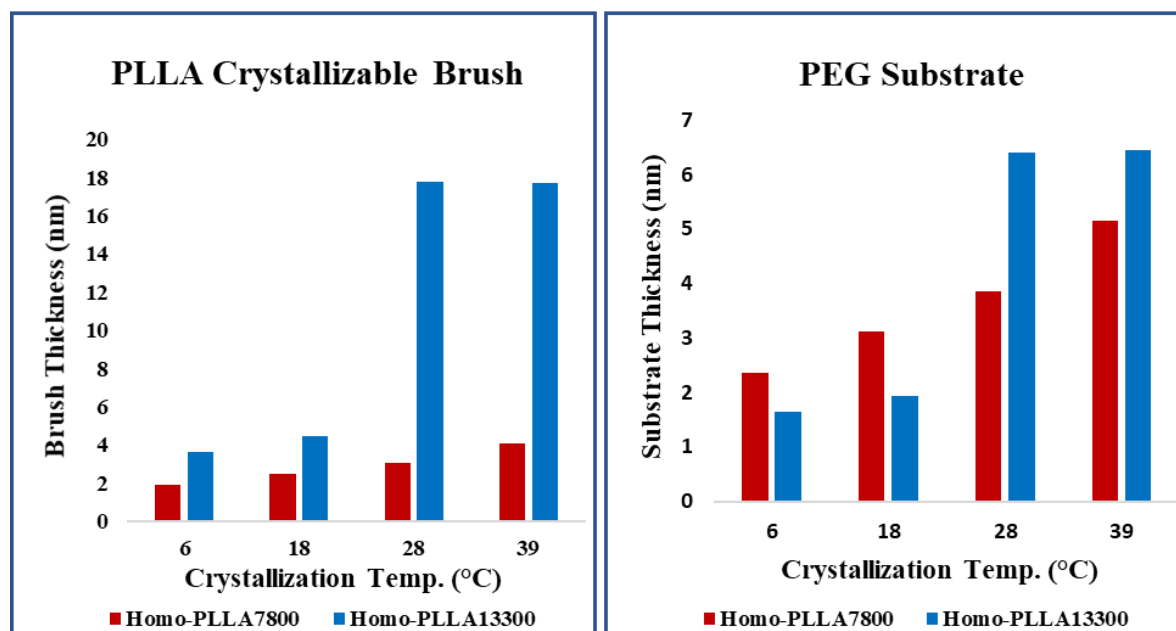 PLLA Crystallizable Brush
Brush Thickness (nm)
20
18
16
14
12
10
8
6
4
2
0
6 18 28 39
Crystallization Temp. (°C)
Homo-PLLA7800 Homo-PLLA13300
PEG Substrate
Substrate Thickness (nm)
7
6
5
4
3
2
1
0
6 18 28 39
Crystallization Temp. (°C)
Homo-PLLA7800 Homo-PLLA13300